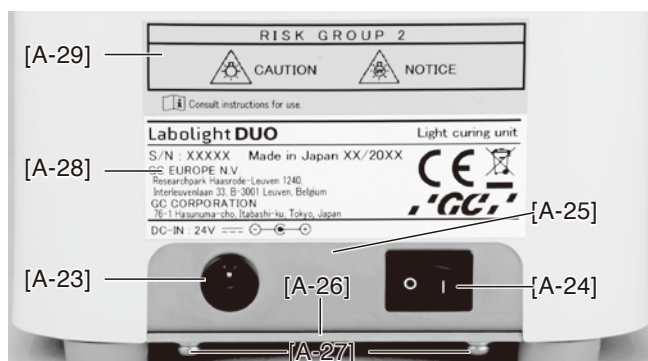 RISK GROUP 2
[A-29]
CAUTION
NOTICE
Consult instructions for use.
Labolight DUO Light curing unit
S/N : XXXXX Made in Japan XX/20XX
[A-28]
GC EUROPE N.V.
Researchpark Haasrode-Leuven 1240,
Interleuvenlaan 33, B-3001 Leuven, Belgium
GC CORPORATION
76-1 Hasunuma-cho, Itabashi-ku, Tokyo, Japan
CE
'GC,'
DC-IN : 24V
[A-25]
[A-23]
[A-26]
[A-24]
O I
[A-27]